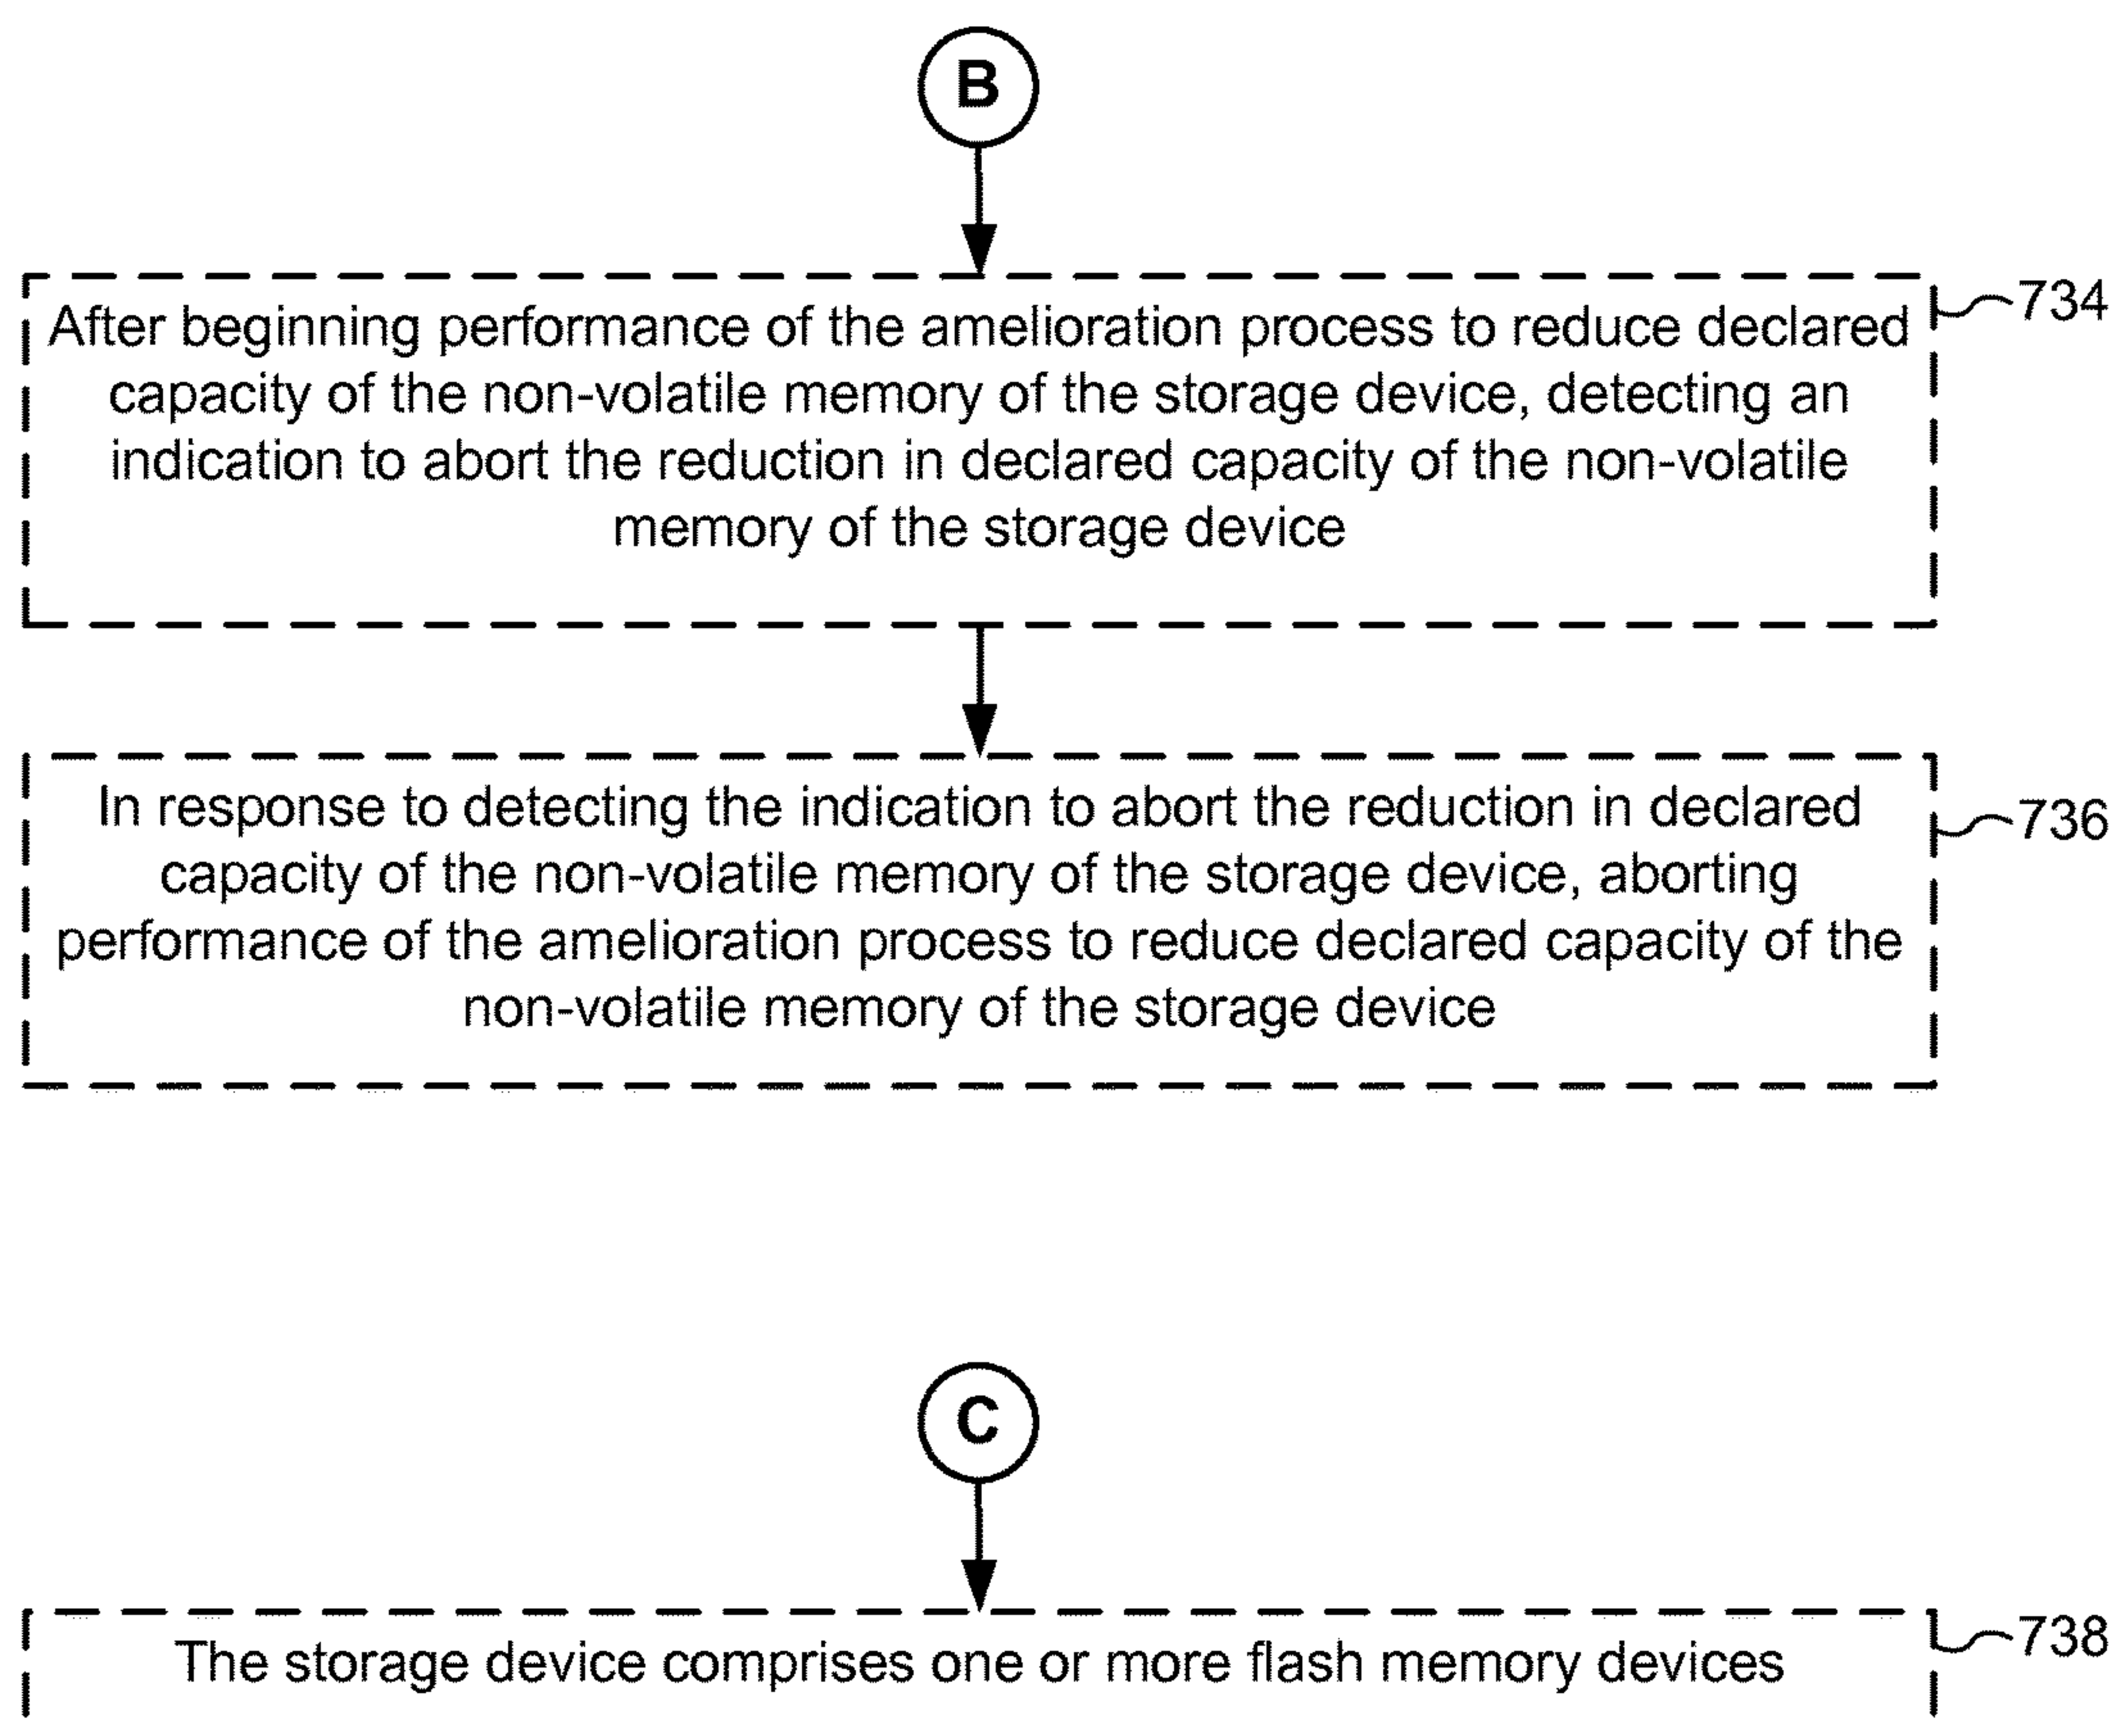 B
After beginning performance of the amelioration process to reduce declared
capacity of the non-volatile memory of the storage device, detecting an
indication to abort the reduction in declared capacity of the non-volatile
memory of the storage device
734
In response to detecting the indication to abort the reduction in declared
capacity of the non-volatile memory of the storage device, aborting
performance of the amelioration process to reduce declared capacity of the
non-volatile memory of the storage device
736
C
The storage device comprises one or more flash memory devices
738